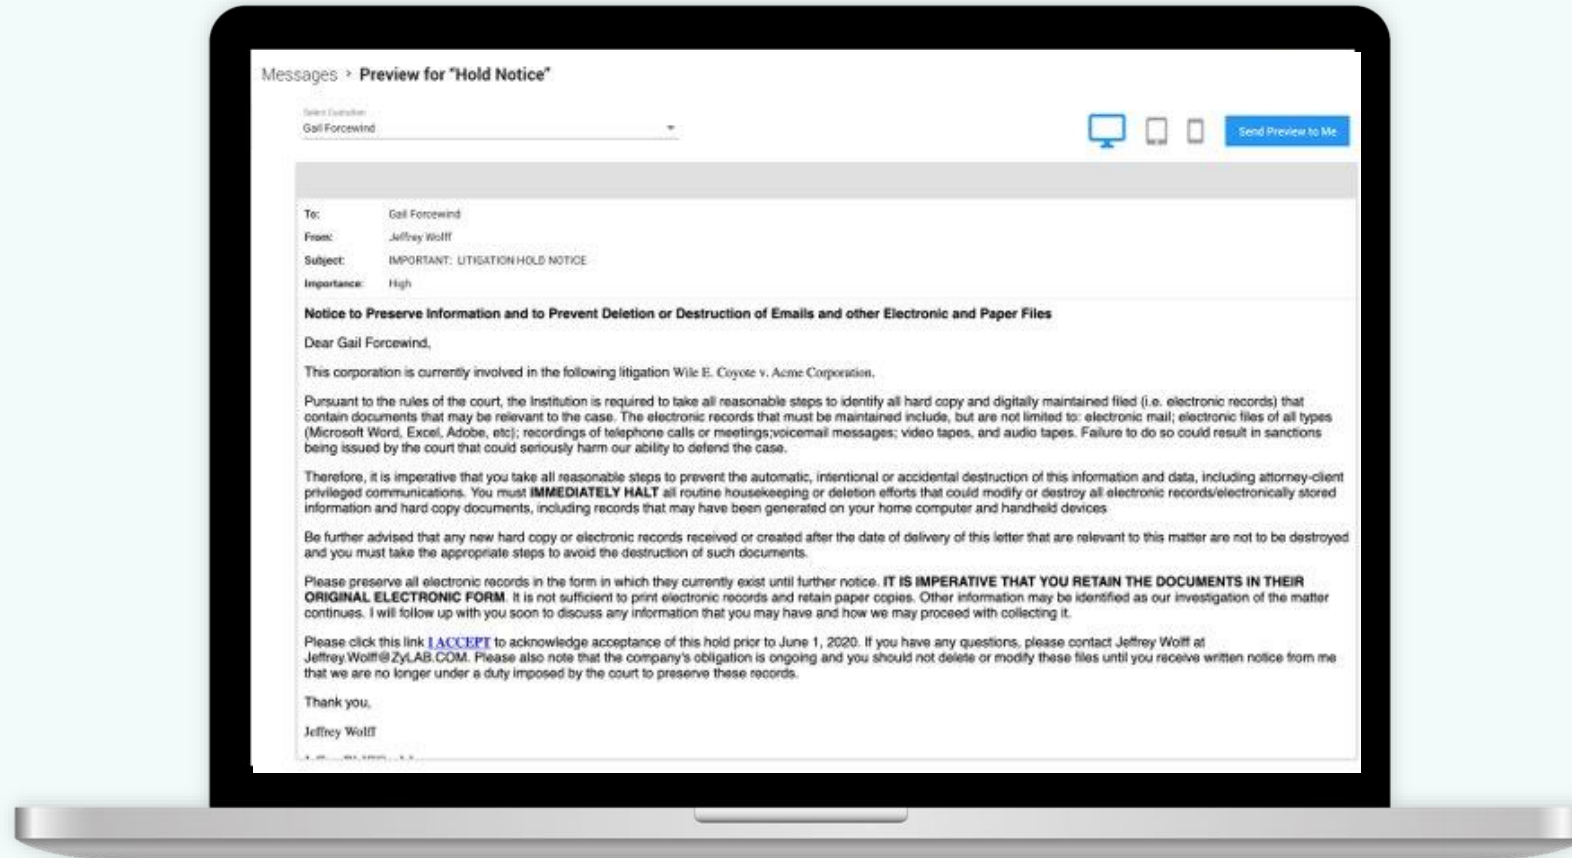 Messages > Preview for "Hold Notice"
Select Custodian
Gail Forcewind
Send Preview to Me
To: Gail Forcewind
From: Jeffrey Wolff
Subject: IMPORTANT: LITIGATION HOLD NOTICE
Importance: High
Notice to Preserve Information and to Prevent Deletion or Destruction of Emails and other Electronic and Paper Files
Dear Gail Forcewind,
This corporation is currently involved in the following litigation Wile E. Coyote v. Acme Corporation.
Pursuant to the rules of the court, the Institution is required to take all reasonable steps to identify all hard copy and digitally maintained filed (i.e. electronic records) that
contain documents that may be relevant to the case. The electronic records that must be maintained include, but are not limited to: electronic mail; electronic files of all types
(Microsoft Word, Excel, Adobe, etc); recordings of telephone calls or meetings;voicemail messages; video tapes, and audio tapes. Failure to do so could result in sanctions
being issued by the court that could seriously harm our ability to defend the case.
Therefore, it is imperative that you take all reasonable steps to prevent the automatic, intentional or accidental destruction of this information and data, including attorney-client
privileged communications. You must IMMEDIATELY HALT all routine housekeeping or deletion efforts that could modify or destroy all electronic records/electronically stored
information and hard copy documents, including records that may have been generated on your home computer and handheld devices
Be further advised that any new hard copy or electronic records received or created after the date of delivery of this letter that are relevant to this matter are not to be destroyed
and you must take the appropriate steps to avoid the destruction of such documents.
Please preserve all electronic records in the form in which they currently exist until further notice. IT IS IMPERATIVE THAT YOU RETAIN THE DOCUMENTS IN THEIR
ORIGINAL ELECTRONIC FORM. It is not sufficient to print electronic records and retain paper copies. Other information may be identified as our investigation of the matter
continues. I will follow up with you soon to discuss any information that you may have and how we may proceed with collecting it.
Please click this link I ACCEPT to acknowledge acceptance of this hold prior to June 1, 2020. If you have any questions, please contact Jeffrey Wolff at
Jeffrey.Wolff@ZyLAB.COM. Please also note that the company's obligation is ongoing and you should not delete or modify these files until you receive written notice from me
that we are no longer under a duty imposed by the court to preserve these records.
Thank you,
Jeffrey Wolff